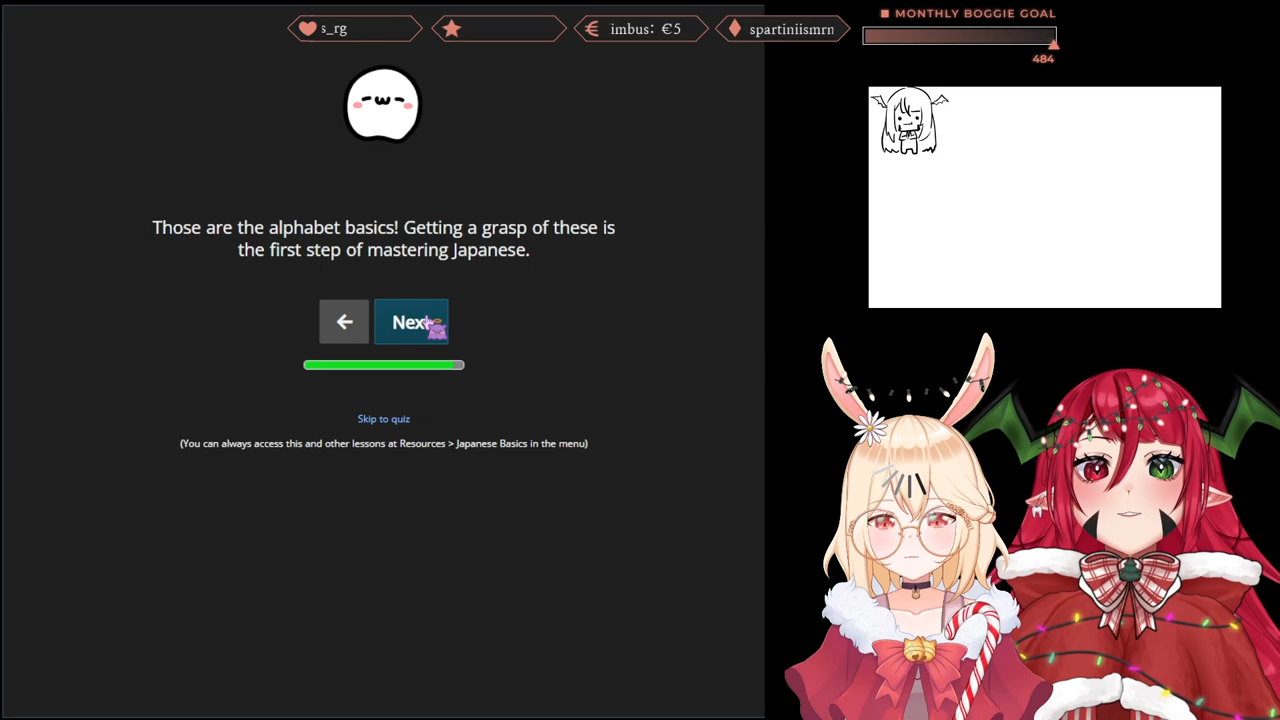 s_rg
imbus: €5
spartiniismrn
MONTHLY BOGGIE GOAL
484
Those are the alphabet basics! Getting a grasp of these is
the first step of mastering Japanese.
Next
Skip to quiz
(You can always access this and other lessons at Resources > Japanese Basics in the menu)